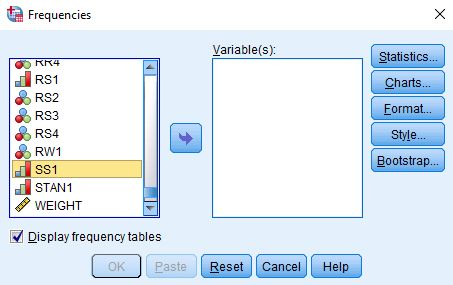 Frequencies
Variable(s):
RR4
RS1
RS2
RS3
RS4
RW1
SS1
STAN1
WEIGHT
Statistics...
Charts...
Format...
Style...
Bootstrap...
Display frequency tables
OK
Paste
Reset
Cancel
Help